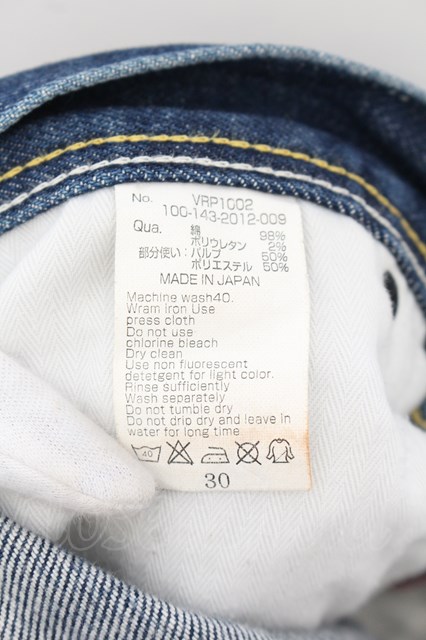 No. VRP1002
100-143-2012-009
Qua. 綿 98%
ポリウレタン 2%
部分使い：パルプ 50%
ポリエステル 50%
MADE IN JAPAN
Machine wash40.
Wram Iron Use
press cloth
Do not use
chlorine bleach
Dry clean
Use non fluorescent
detetgent for light color.
Rinse sufficiently
Wash separately
Do not tumble dry
Do not drip dry and leave in
water for long time
40
30